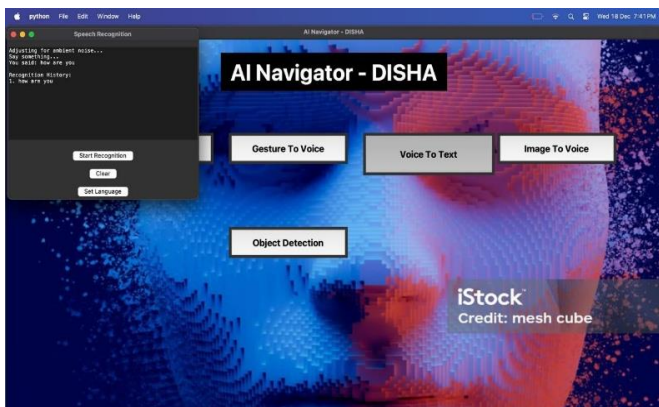 python File Edit Window Help
Wed 18 Dec 7:41PM
Speech Recognition
AI Navigator - DISHA
Adjusting for ambient noise...
Say something...
You said: how are you
Recognition History:
1. how are you
Start Recognition
Clear
Set Language
AI Navigator - DISHA
Gesture To Voice
Voice To Text
Image To Voice
Object Detection
iStock
Credit: mesh cube